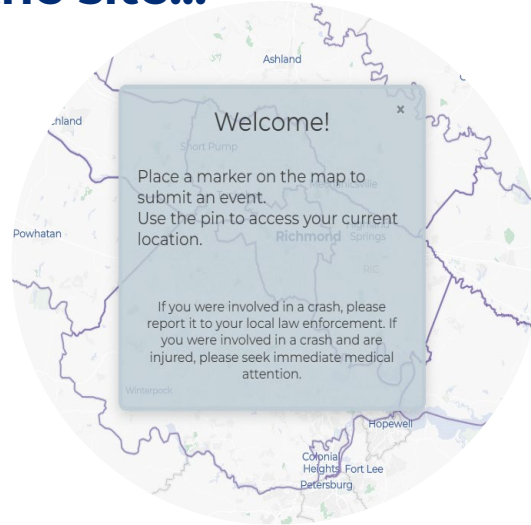 Ashland
Welcome!
x
Short Pump
Place a marker on the map to
submit an event.
Use the pin to access your current
location.
Powhatan
Richmond Springs
RIC
If you were involved in a crash, please
report it to your local law enforcement. If
you were involved in a crash and are
injured, please seek immediate medical
attention.
Winterpock
Hopewell
Colonial
Heights Fort Lee
Petersburg